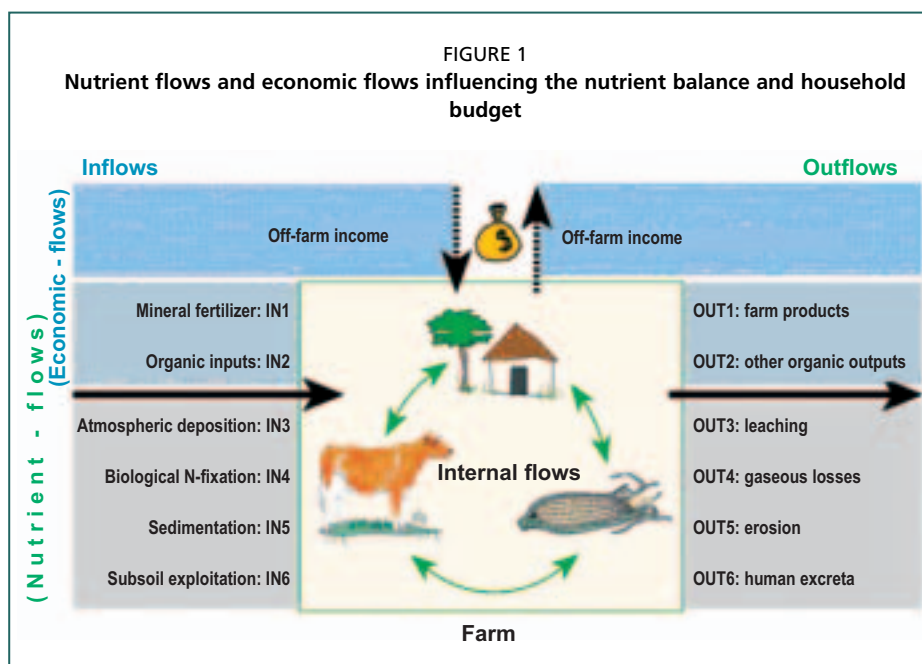 FIGURE 1
Nutrient flows and economic flows influencing the nutrient balance and household
budget
Inflows
Outflows
(Economic - flows)
(Nutrient - flows)
Off-farm income
$
Off-farm income
Mineral fertilizer: IN1
Organic inputs: IN2
Atmospheric deposition: IN3
Biological N-fixation: IN4
Sedimentation: IN5
Subsoil exploitation: IN6
Internal flows
OUT1: farm products
OUT2: other organic outputs
OUT3: leaching
OUT4: gaseous losses
OUT5: erosion
OUT6: human excreta
Farm